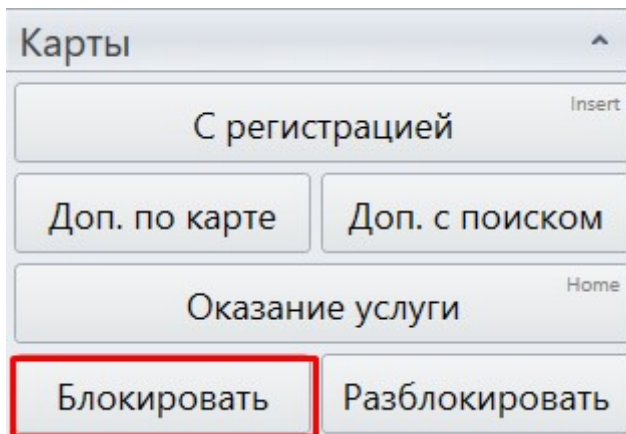 Карты
С регистрацией Insert
Доп. по карте Доп. с поиском
Оказание услуги Home
Блокировать Разблокировать